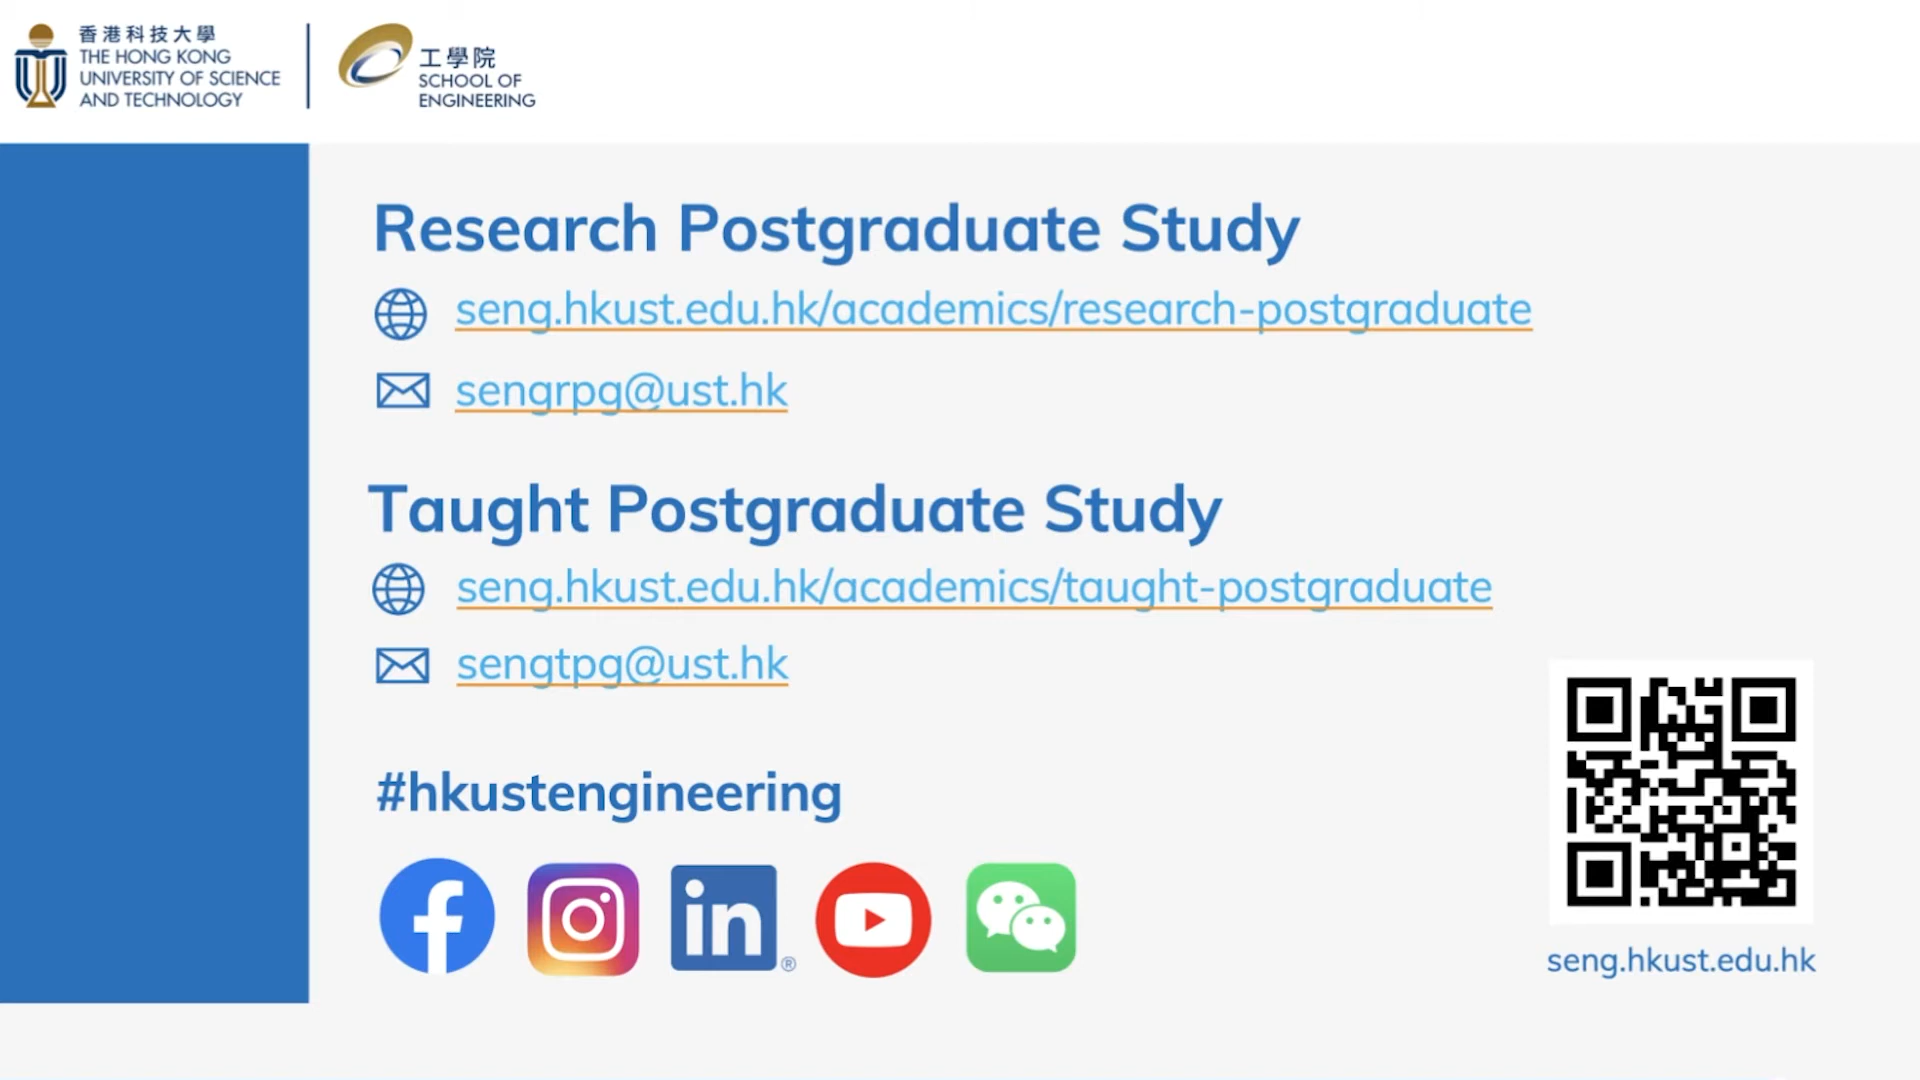 香港科技大學
THE HONG KONG
UNIVERSITY OF SCIENCE
AND TECHNOLOGY
工學院
SCHOOL OF
ENGINEERING
Research Postgraduate Study
seng.hkust.edu.hk/academics/research-postgraduate
sengrpg@ust.hk
Taught Postgraduate Study
seng.hkust.edu.hk/academics/taught-postgraduate
sengtpg@ust.hk
#hkustengineering
f
in®
seng.hkust.edu.hk